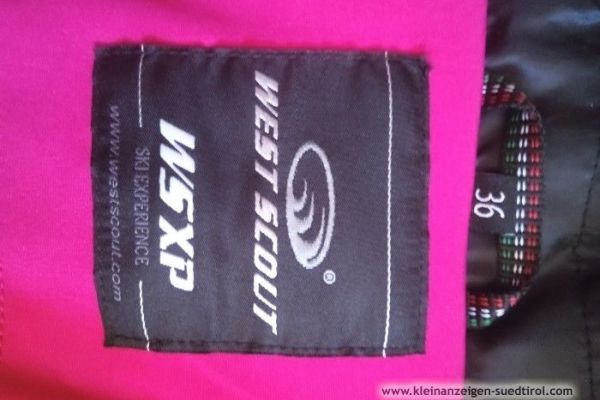 WEST SCOUT
WSXP
SKI EXPERIENCE
www.westscout.com
36
®
www.kleinanzeigen-suedtirol.com